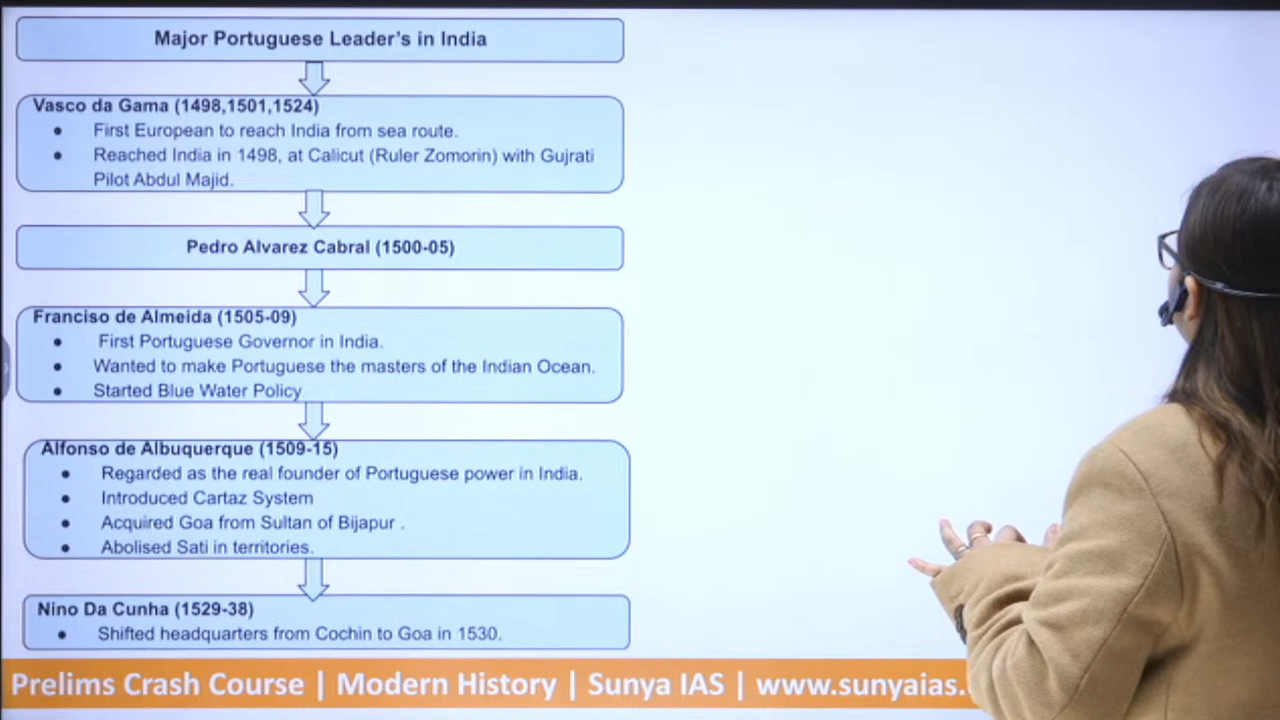 Major Portuguese Leader's in India
Vasco da Gama (1498,1501,1524)
● First European to reach India from sea route.
● Reached India in 1498, at Calicut (Ruler Zomorin) with Gujrati
Pilot Abdul Majid.
Pedro Alvarez Cabral (1500-05)
Franciso de Almeida (1505-09)
● First Portuguese Governor in India.
● Wanted to make Portuguese the masters of the Indian Ocean.
● Started Blue Water Policy
Alfonso de Albuquerque (1509-15)
● Regarded as the real founder of Portuguese power in India.
● Introduced Cartaz System
● Acquired Goa from Sultan of Bijapur .
● Abolised Sati in territories.
Nino Da Cunha (1529-38)
● Shifted headquarters from Cochin to Goa in 1530.
Prelims Crash Course | Modern History | Sunya IAS | www.sunyaias.